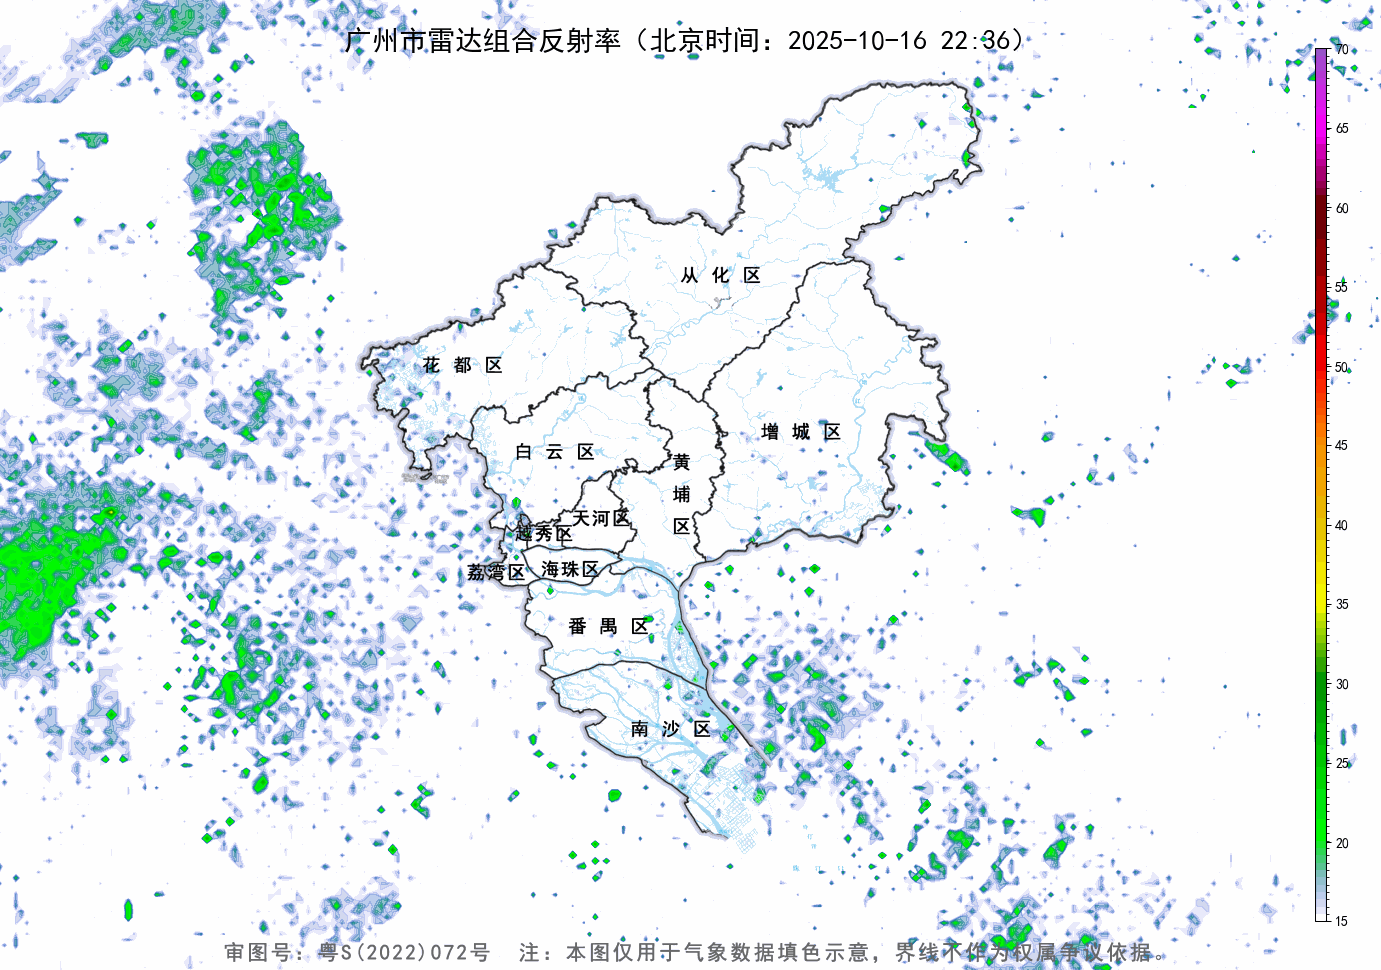 广州市雷达组合反射率（北京时间：2025-10-16 22:36）
70
65
60
55
50
45
40
35
30
25
20
15
从化区
花都区
增城区
白云区
黄埔区
天河区
越秀区
荔湾区
海珠区
番禺区
南沙区
审图号：粤S(2022)072号 注：本图仅用于气象数据填色示意，界线不作为权属争议依据。